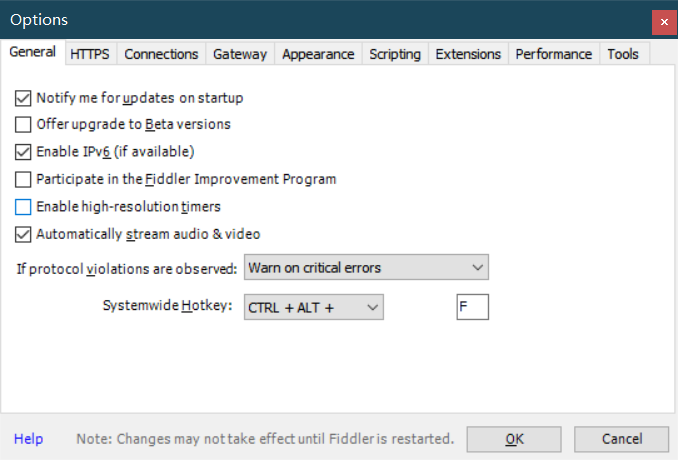 Options
General HTTPS Connections Gateway Appearance Scripting Extensions Performance Tools
Notify me for updates on startup
Offer upgrade to Beta versions
Enable IPv6 (if available)
Participate in the Fiddler Improvement Program
Enable high-resolution timers
Automatically stream audio & video
If protocol violations are observed: Warn on critical errors
Systemwide Hotkey: CTRL + ALT + F
Help Note: Changes may not take effect until Fiddler is restarted. OK Cancel